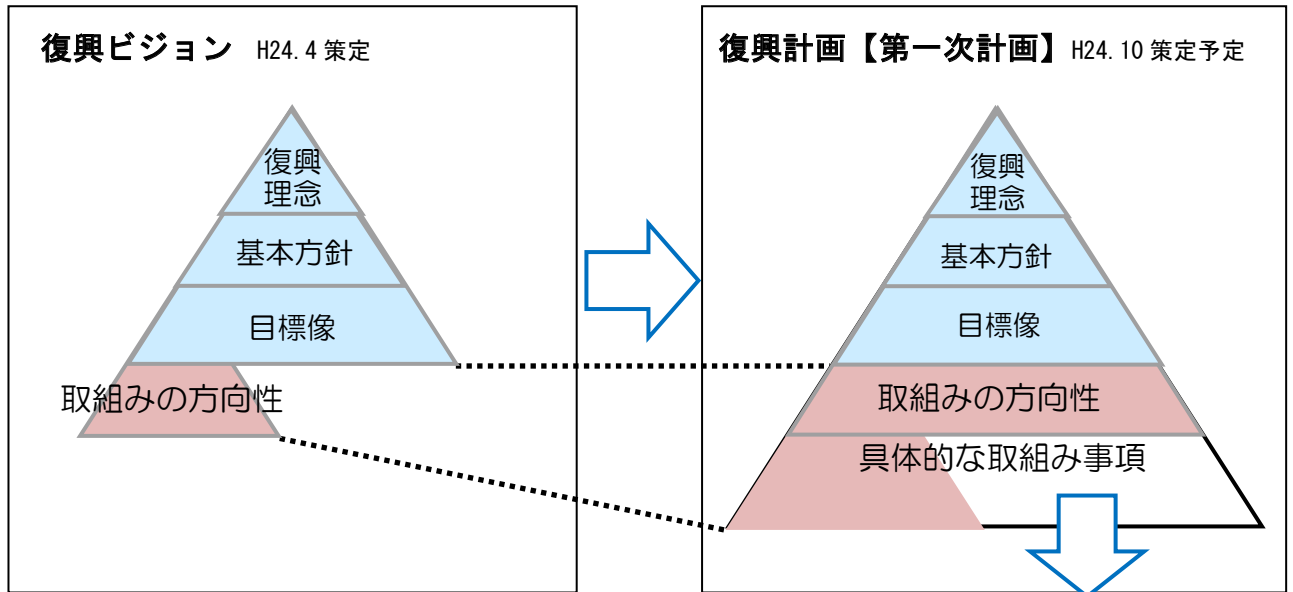 復興ビジョン H24.4 策定
復興
理念
基本方針
目標像
取組みの方向性
復興計画【第一次計画】H24.10 策定予定
復興
理念
基本方針
目標像
取組みの方向性
具体的な取組み事項